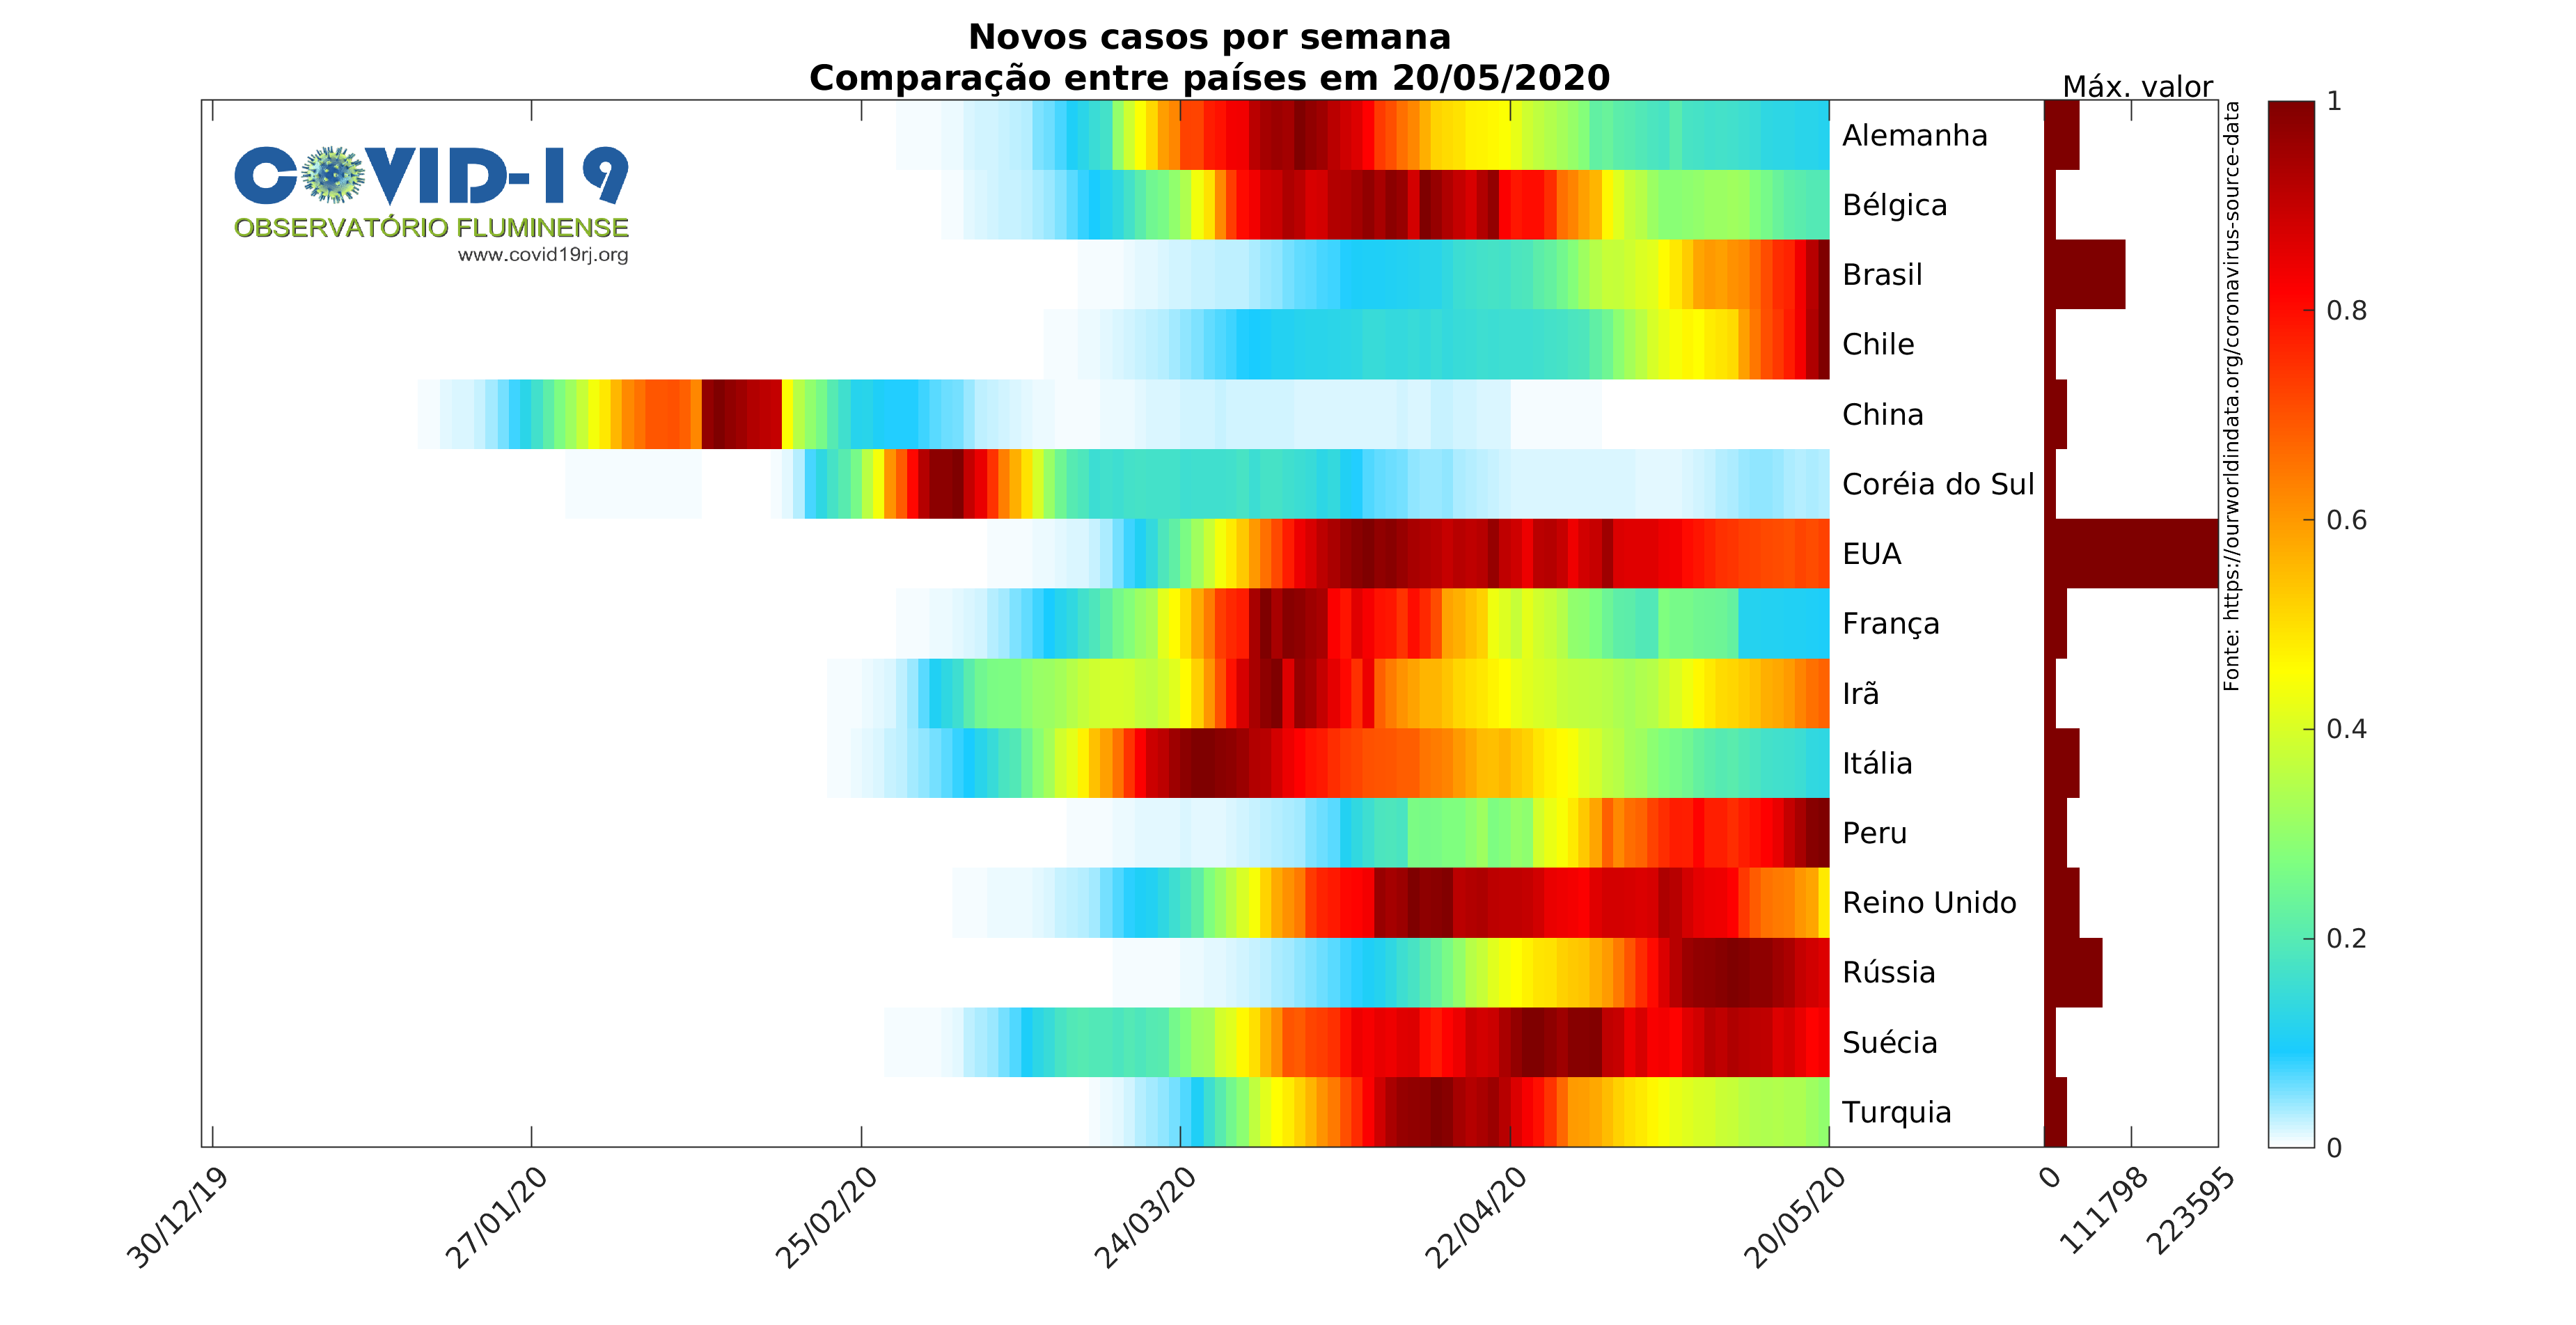 Novos casos por semana
Comparação entre países em 20/05/2020
Máx. valor
COVID-19
OBSERVATÓRIO FLUMINENSE
www.covid19rj.org
Alemanha
Bélgica
Brasil
Chile
China
Coréia do Sul
EUA
França
Irã
Itália
Peru
Reino Unido
Rússia
Suécia
Turquia
Fonte: https://ourworldindata.org/coronavirus-source-data
1
0.8
0.6
0.4
0.2
0
30/12/19
27/01/20
25/02/20
24/03/20
22/04/20
20/05/20
0
111798
223595